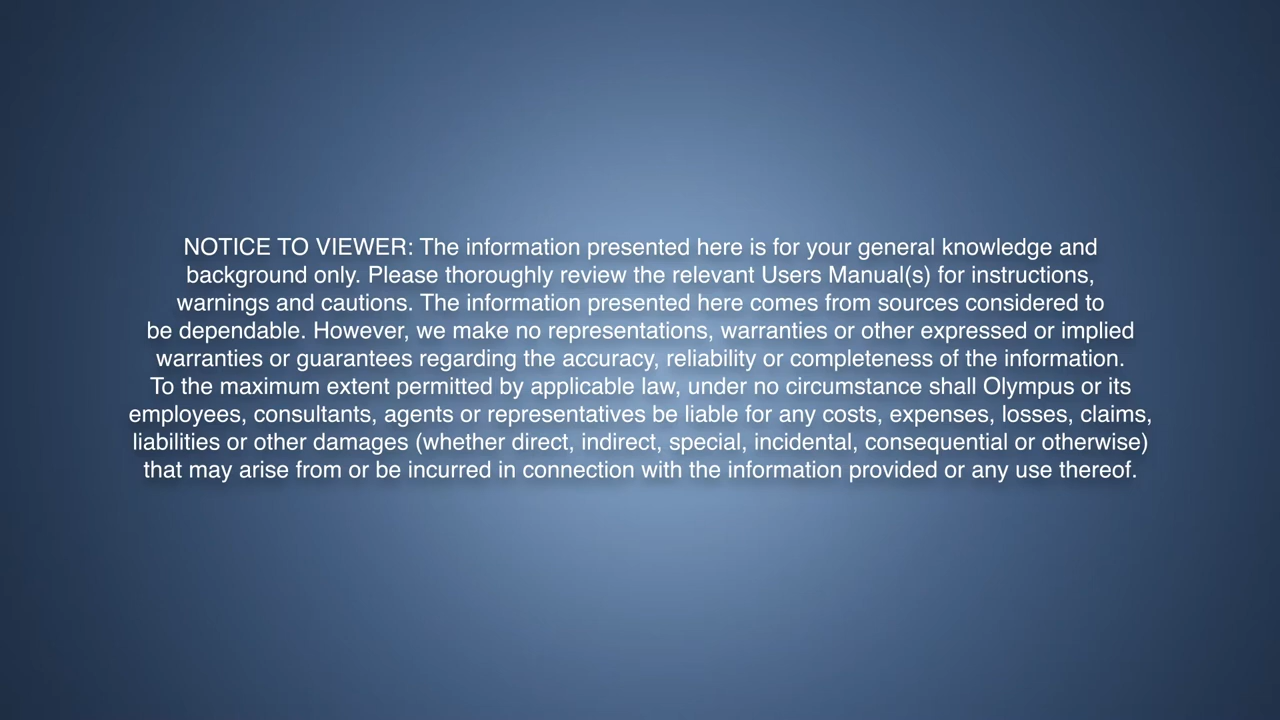 NOTICE TO VIEWER: The information presented here is for your general knowledge and
background only. Please thoroughly review the relevant Users Manual(s) for instructions,
warnings and cautions. The information presented here comes from sources considered to
be dependable. However, we make no representations, warranties or other expressed or implied
warranties or guarantees regarding the accuracy, reliability or completeness of the information.
To the maximum extent permitted by applicable law, under no circumstance shall Olympus or its
employees, consultants, agents or representatives be liable for any costs, expenses, losses, claims,
liabilities or other damages (whether direct, indirect, special, incidental, consequential or otherwise)
that may arise from or be incurred in connection with the information provided or any use thereof.